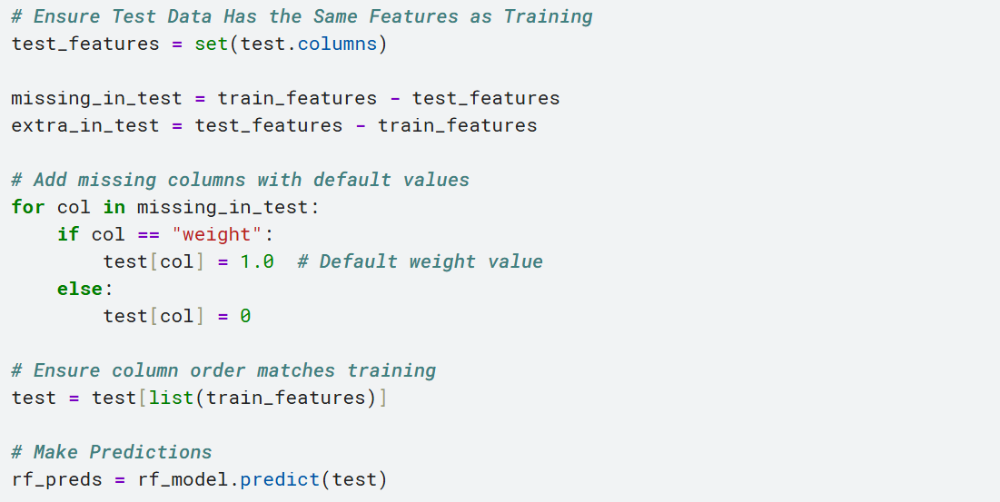 # Ensure Test Data Has the Same Features as Training
test_features = set(test.columns)
missing_in_test = train_features - test_features
extra_in_test = test_features - train_features
# Add missing columns with default values
for col in missing_in_test:
    if col == "weight":
        test[col] = 1.0  # Default weight value
    else:
        test[col] = 0
# Ensure column order matches training
test = test[list(train_features)]
# Make Predictions
rf_preds = rf_model.predict(test)